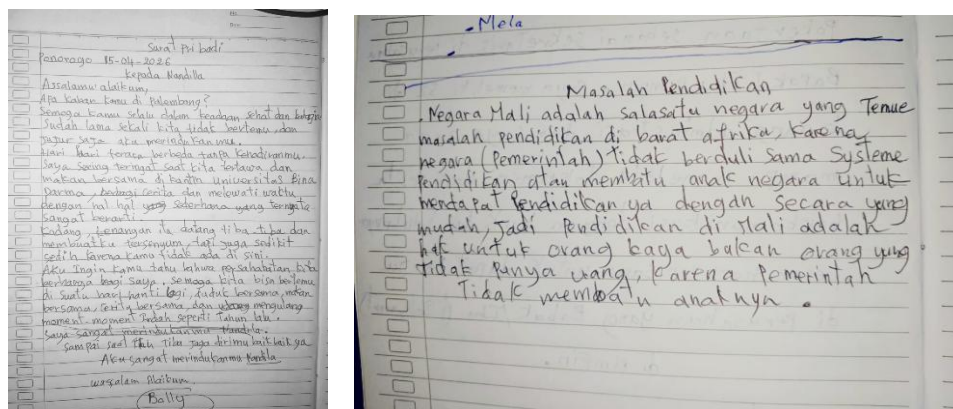 Surat Pribadi
Ponorogo 15-04-2026
Kepada Nandilla
Assalamu alaikum,
Apa kabar kamu di palembang?
Semoga kamu selalu dalam keadaan sehat dan bahagia
Sudah lama sekali kita tidak bertemu, dan
jujur saja aku merindukanmu.
Hari hari terasa berbeda tanpa kehadiranmu.
Saya sering teringat saat kita tertawa dan
makan bersama di kantin universitas Bina
Darma, berbagi cerita dan melewati waktu
dengan hal hal yang sederhana yang ternyata
sangat berarti.
Kadang, kenangan itu datang tiba tiba dan
membuatku tersenyum, tapi juga sedikit
sedih karena kamu tidak ada di sini.
Aku Ingin kamu tahu bahwa persahabatan kita
berharga bagi saya. semoga kita bisa bertemu
di suatu hari nanti lagi, duduk bersama, makan
bersama, cerita bersama, dan mengulang
moment-moment indah seperti tahun lalu.
Saya sangat merindukanmu Nandila.
sampai saat itu Tiba jaga dirimu baik baik ya
Aku sangat merindukanmu Nandila
wassalam Alaikum.
Bally
Mela
Masalah Pendidikan
Negara Mali adalah salasatu negara yang Temue
masalah pendidikan di barat afrika, Karena
negara (Pemerintah) Tidak berduli Sama Systeme
Pendidikan atau membatu anak negara untuk
mendapat Pendidikan ya dengan secara yang
mudah, Jadi Pendidikan di Mali adalah
hak untuk orang kaya bukan orang yang
Tidak Punya uang, Karena Pemerintah
Tidak membatu anaknya.